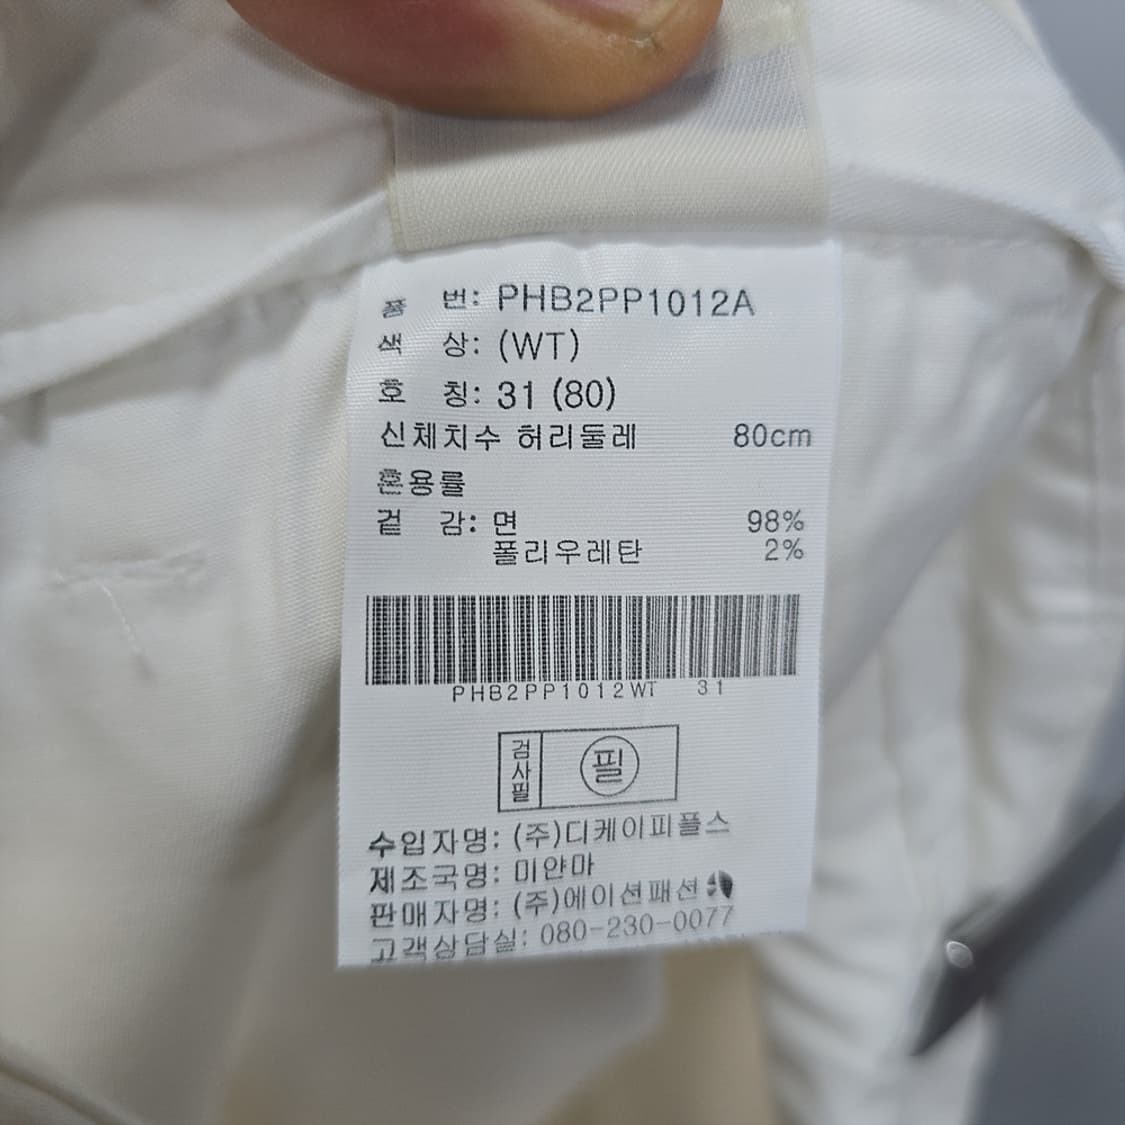 품 번: PHB2PP1012A
색 상: (WT)
호 칭: 31 (80)
신체치수 허리둘레 80cm
혼용률
겉 감: 면 98%
폴리우레탄 2%
PHB2PP1012WT 31
검사필 필
수입자명: (주)디케이피플스
제조국명: 미얀마
판매자명: (주)에이션패션
고객상담실: 080-230-0077